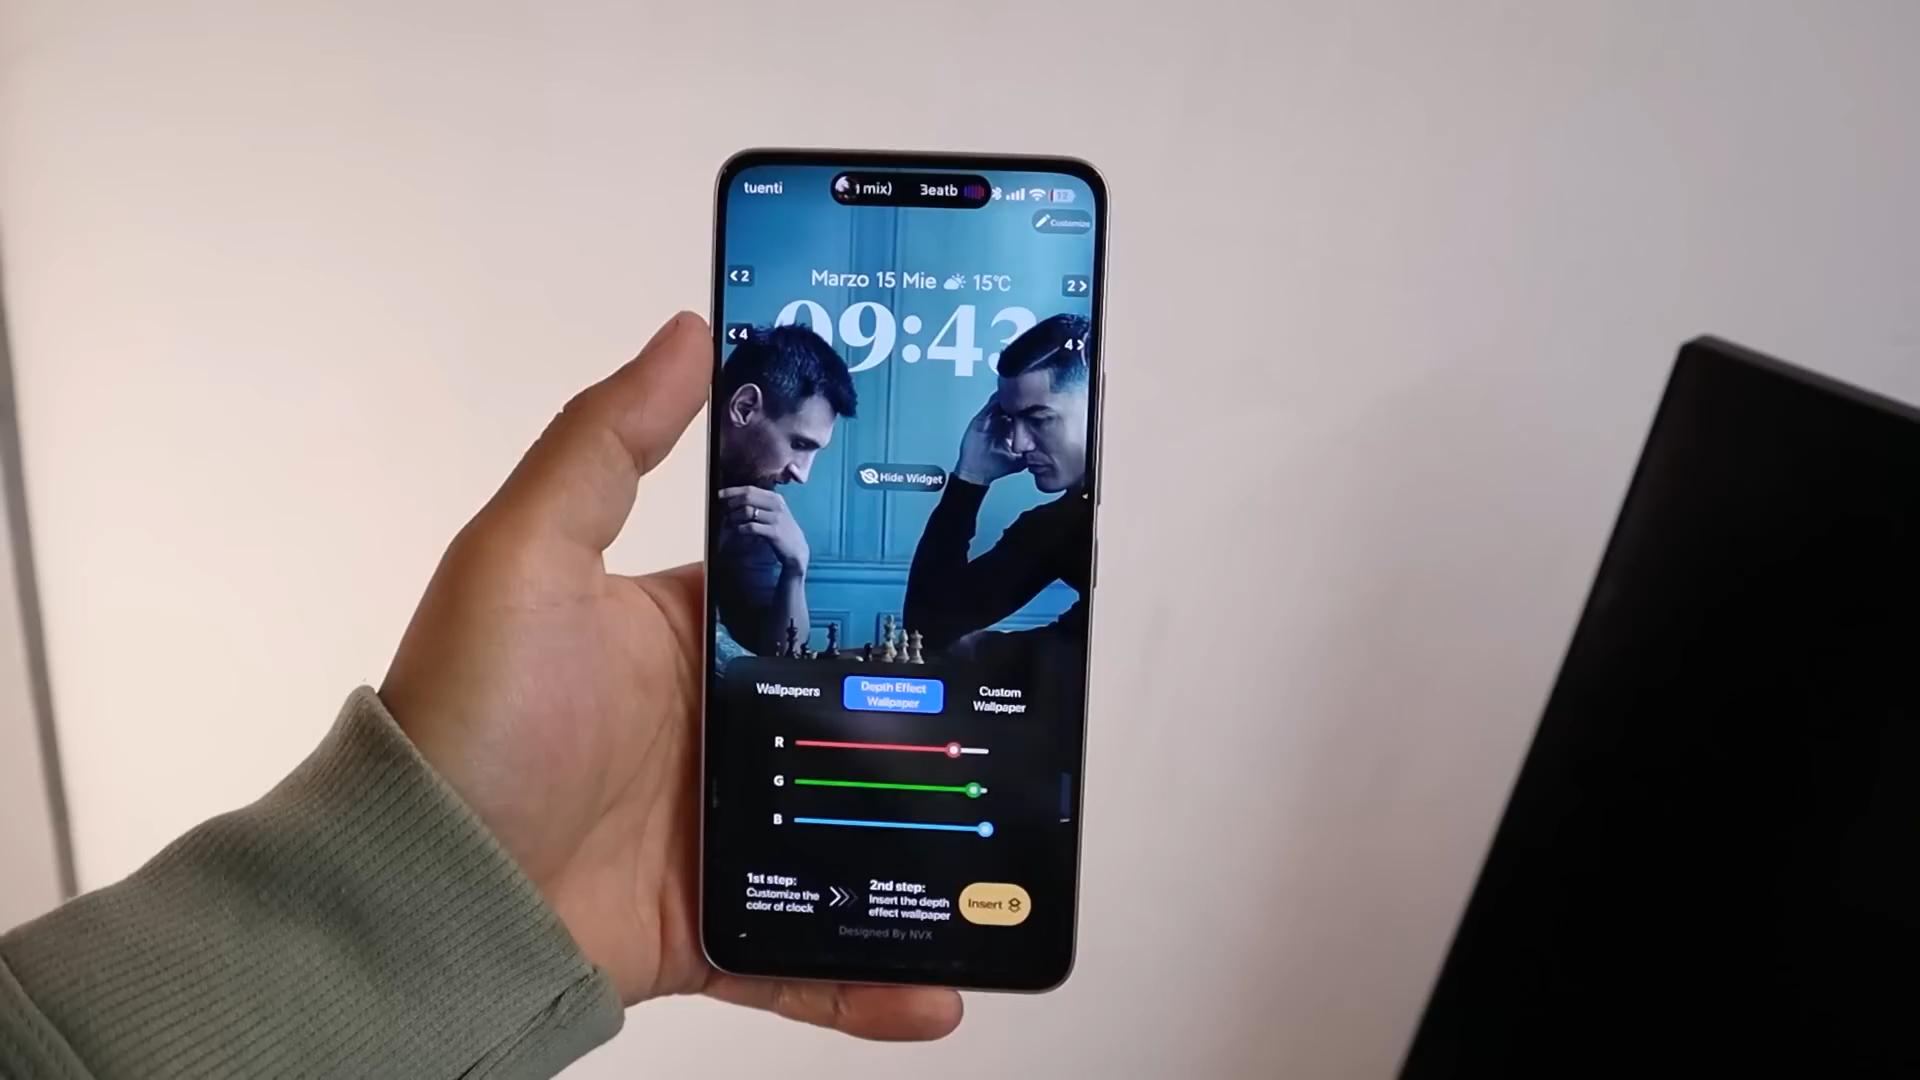 tuenti
mix)
3eatb
12
Customize
<2
2>
Marzo 15 Mie 15°C
09:43
<4
4>
Hide Widget
Wallpapers
Depth Effect
Wallpaper
Custom
Wallpaper
R
G
B
1st step:
Customize the
color of clock
2nd step:
Insert the depth
effect wallpaper
Insert
Designed By NVX